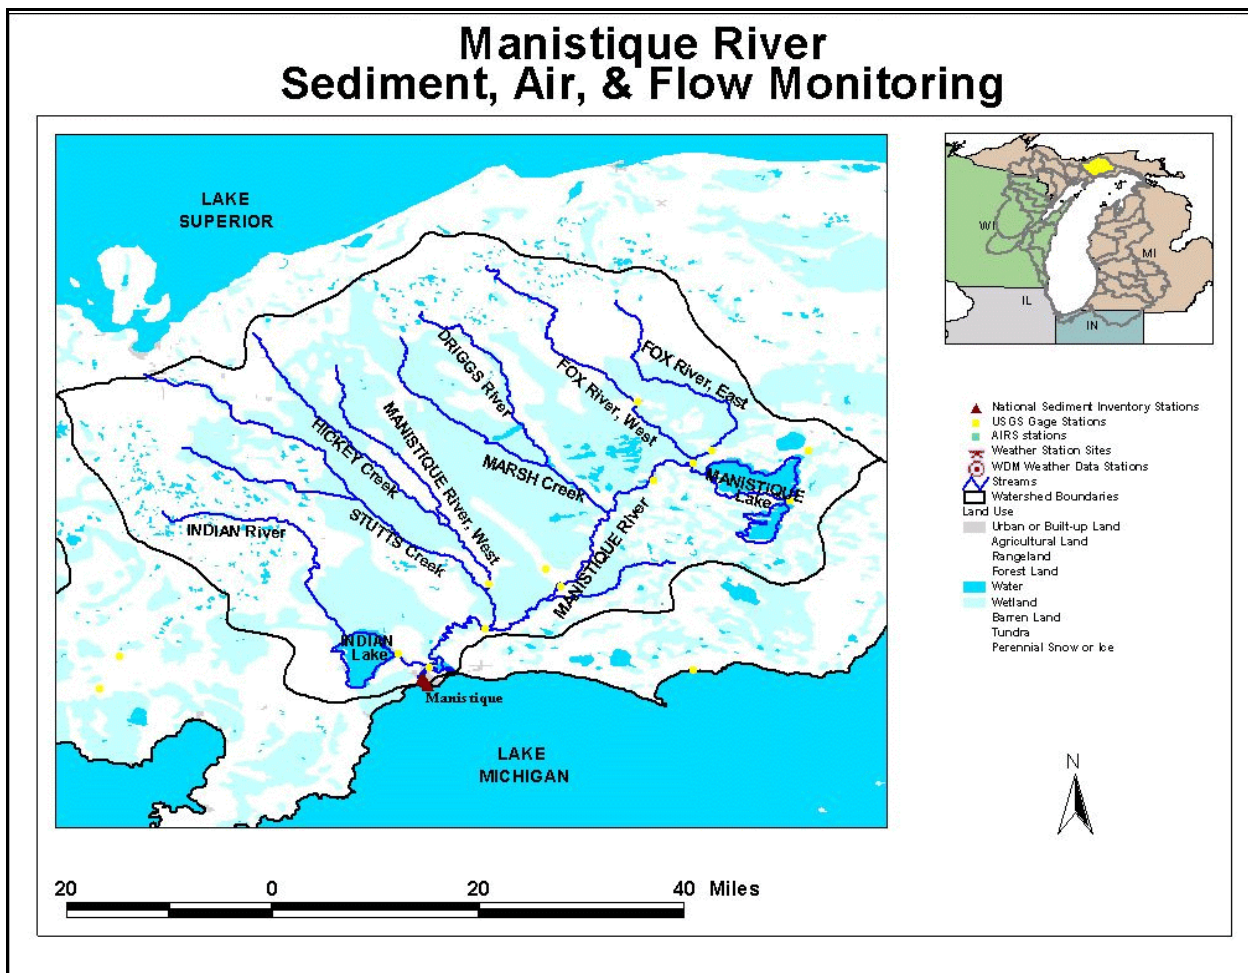 Manistique River
Sediment, Air, & Flow Monitoring
LAKE
SUPERIOR
WI
MI
IL
IN
DRIGGS River
FOX River, West
FOX River, East
HICKEY Creek
MANISTIQUE River, West
MARSH Creek
MANISTIQUE
Lake
INDIAN River
STUTTS Creek
MANISTIQUE River
INDIAN
Lake
Manistique
LAKE
MICHIGAN
National Sediment Inventory Stations
USGS Gage Stations
AIRS stations
Weather Station Sites
WDM Weather Data Stations
Streams
Watershed Boundaries
Land Use
Urban or Built-up Land
Agricultural Land
Rangeland
Forest Land
Water
Wetland
Barren Land
Tundra
Perennial Snow or Ice
N
20 0 20 40 Miles